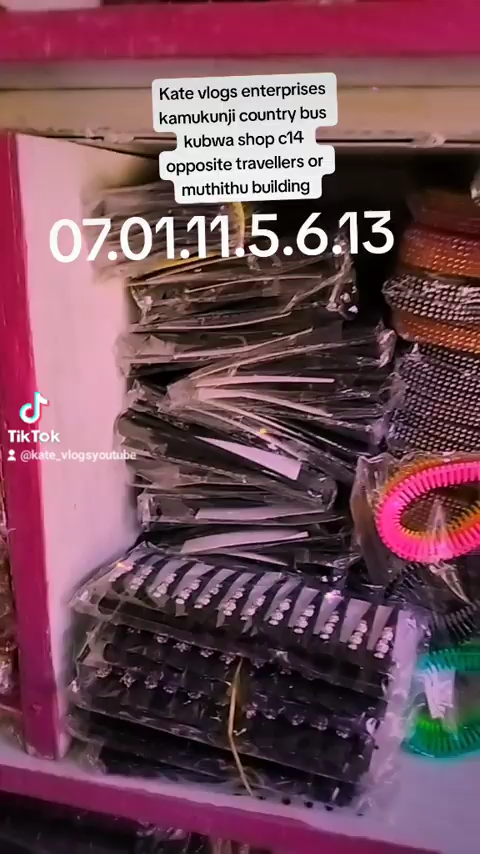 Kate vlogs enterprises
kamukunji country bus
kubwa shop c14
opposite travellers or
muthithu building
07.01.11.5.6.13
TikTok
@kate_vlogsyoutube